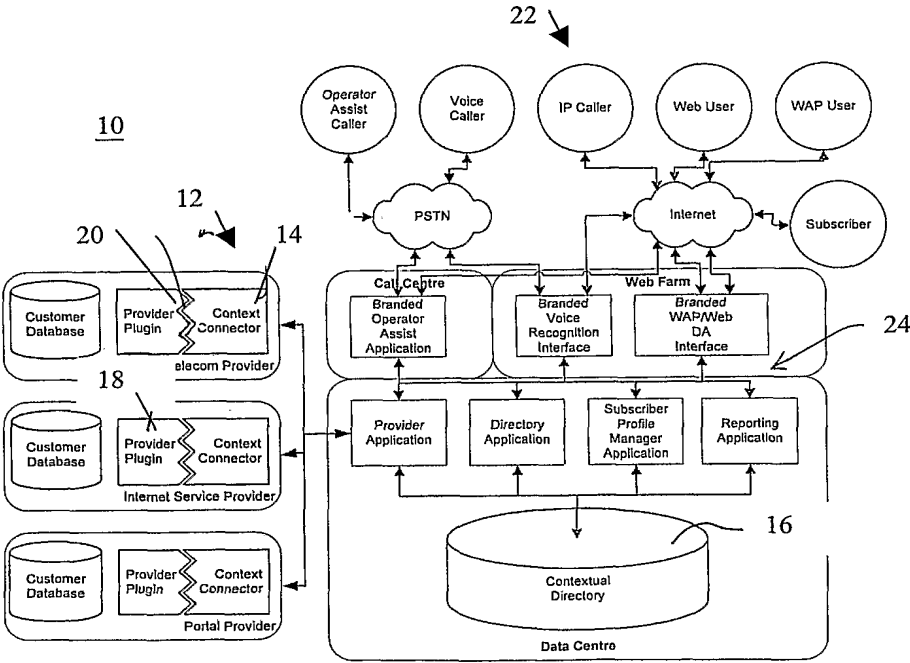 22
Operator
Assist
Caller
Voice
Caller
IP Caller
Web User
WAP User
10
PSTN
Internet
Subscriber
12
20
14
Customer
Database
Provider
Plugin
Context
Connector
elecom Provider
Call Centre
Web Farm
Branded
Operator
Assist
Application
Branded
Voice
Recognition
Interface
Branded
WAP/Web
DA
Interface
24
18
Customer
Database
Provider
Plugin
Context
Connector
Internet Service Provider
Provider
Application
Directory
Application
Subscriber
Profile
Manager
Application
Reporting
Application
16
Customer
Database
Provider
Plugin
Context
Connector
Portal Provider
Contextual
Directory
Data Centro